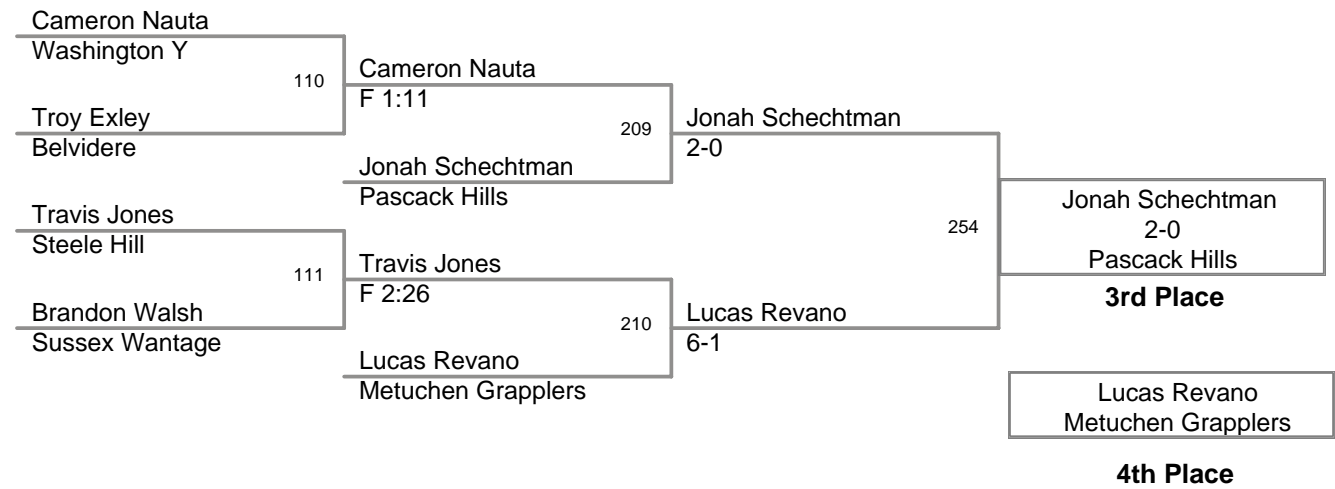 Cameron Nauta
Washington Y
110
Troy Exley
Belvidere
Travis Jones
Steele Hill
111
Brandon Walsh
Sussex Wantage
Cameron Nauta
F 1:11
209
Jonah Schechtman
Pascack Hills
Travis Jones
F 2:26
210
Lucas Revano
Metuchen Grapplers
Jonah Schechtman
2-0
254
Lucas Revano
6-1
Jonah Schechtman
2-0
Pascack Hills
3rd Place
Lucas Revano
Metuchen Grapplers
4th Place